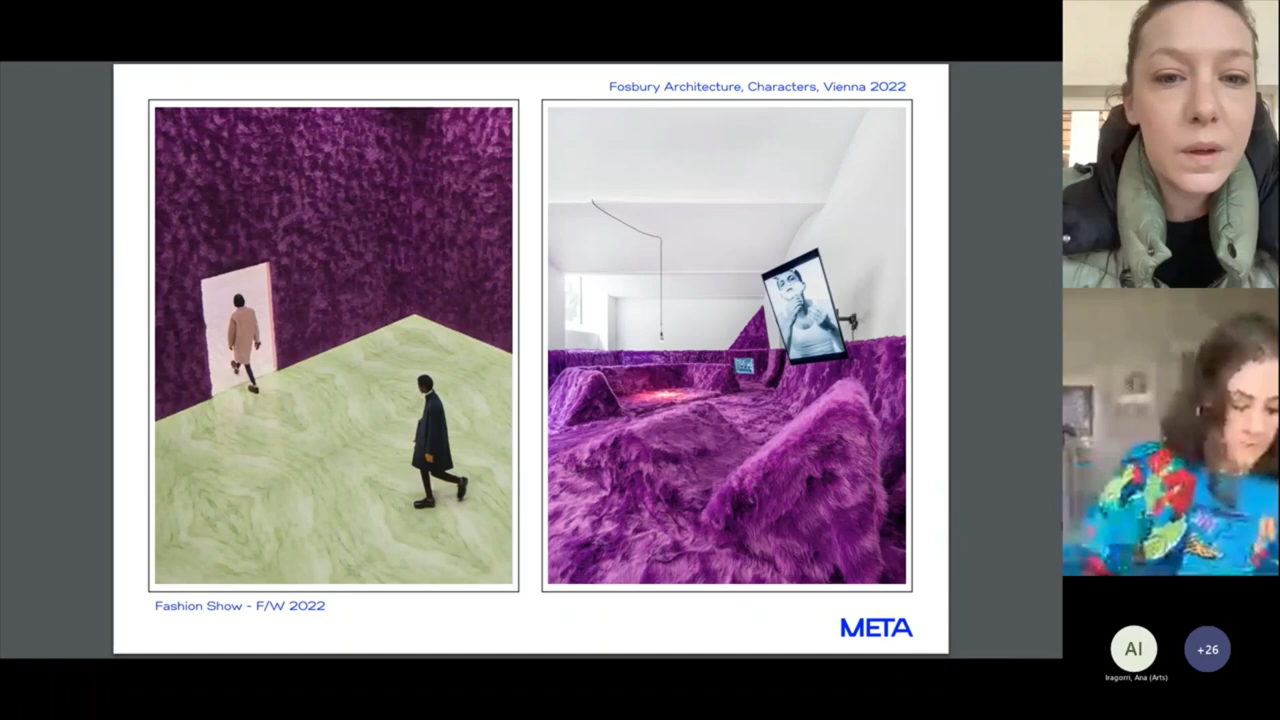 Fosbury Architecture, Characters, Vienna 2022
Fashion Show - F/W 2022
META
AI
+26
Iragorri, Ana (Arts)